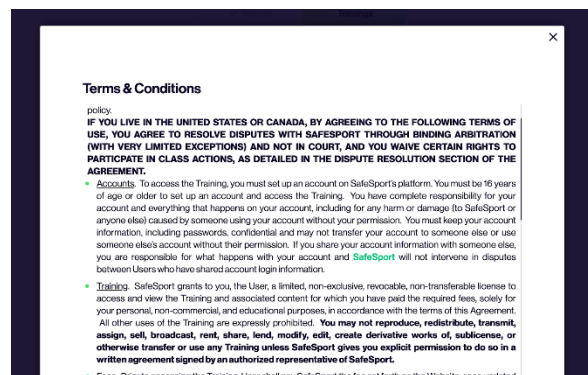 Terms & Conditions
policy.
IF YOU LIVE IN THE UNITED STATES OR CANADA, BY AGREEING TO THE FOLLOWING TERMS OF
USE, YOU AGREE TO RESOLVE DISPUTES WITH SAFESPORT THROUGH BINDING ARBITRATION
(WITH VERY LIMITED EXCEPTIONS) AND NOT IN COURT, AND YOU WAIVE CERTAIN RIGHTS TO
PARTICPATE IN CLASS ACTIONS, AS DETAILED IN THE DISPUTE RESOLUTION SECTION OF THE
AGREEMENT.
Accounts. To access the Training, you must set up an account on SafeSport's platform. You must be 16 years
of age or older to set up an account and access the Training. You have complete responsibility for your
account and everything that happens on your account, including for any harm or damage (to SafeSport or
anyone else) caused by someone using your account without your permission. You must keep your account
information, including passwords, confidential and may not transfer your account to someone else or use
someone else's account without their permission. If you share your account information with someone else,
you are responsible for what happens with your account and SafeSport will not intervene in disputes
between Users who have shared account login information.
Training. SafeSport grants to you, the User, a limited, non-exclusive, revocable, non-transferable license to
access and view the Training and associated content for which you have paid the required fees, solely for
your personal, non-commercial, and educational purposes, in accordance with the terms of this Agreement.
All other uses of the Training are expressly prohibited. You may not reproduce, redistribute, transmit,
assign, sell, broadcast, rent, share, lend, modify, edit, create derivative works of, sublicense, or
otherwise transfer or use any Training unless SafeSport gives you explicit permission to do so in a
written agreement signed by an authorized representative of SafeSport.